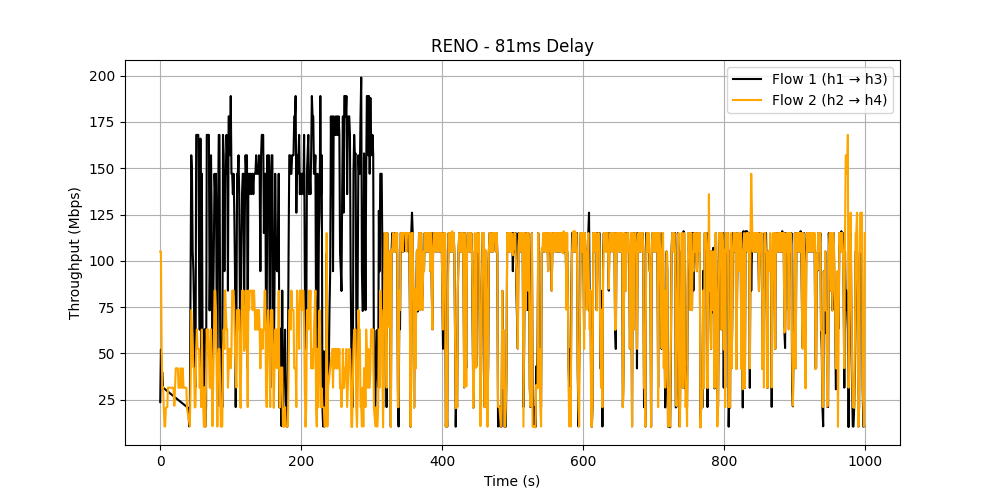 RENO - 81ms Delay
Flow 1 (h1 → h3)
Flow 2 (h2 → h4)
Throughput (Mbps)
200
175
150
125
100
75
50
25
0
200
400
600
800
1000
Time (s)